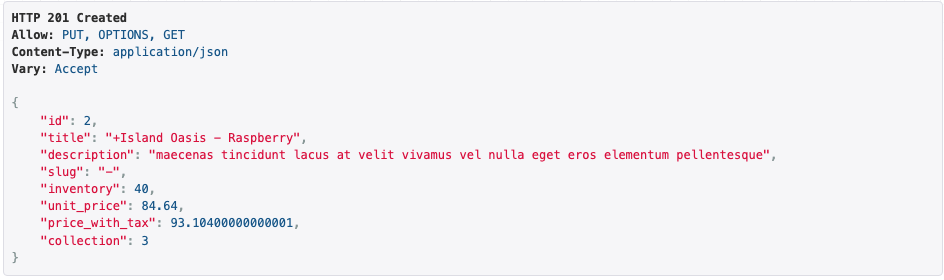 HTTP 201 Created
Allow: PUT, OPTIONS, GET
Content-Type: application/json
Vary: Accept
{
"id": 2,
"title": "+Island Oasis - Raspberry",
"description": "maecenas tincidunt lacus at velit vivamus vel nulla eget eros elementum pellentesque",
"slug": "-",
"inventory": 40,
"unit_price": 84.64,
"price_with_tax": 93.10400000000001,
"collection": 3
}